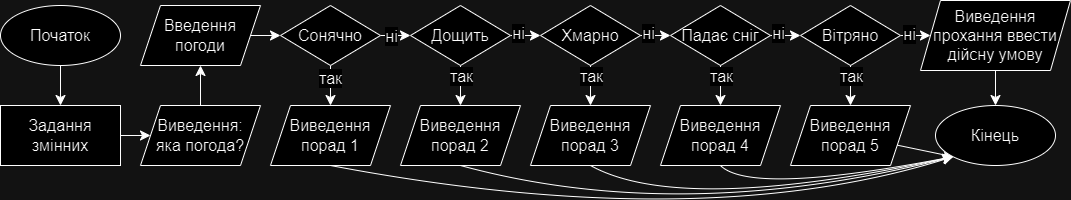 Початок
Задання
змінних
Виведення:
яка погода?
Введення
погоди
Сонячно
ні
так
Виведення
порад 1
Дощить
ні
так
Виведення
порад 2
Хмарно
ні
так
Виведення
порад 3
Падає сніг
ні
так
Виведення
порад 4
Вітряно
ні
так
Виведення
порад 5
Виведення
прохання ввести
дійсну умову
Кінець